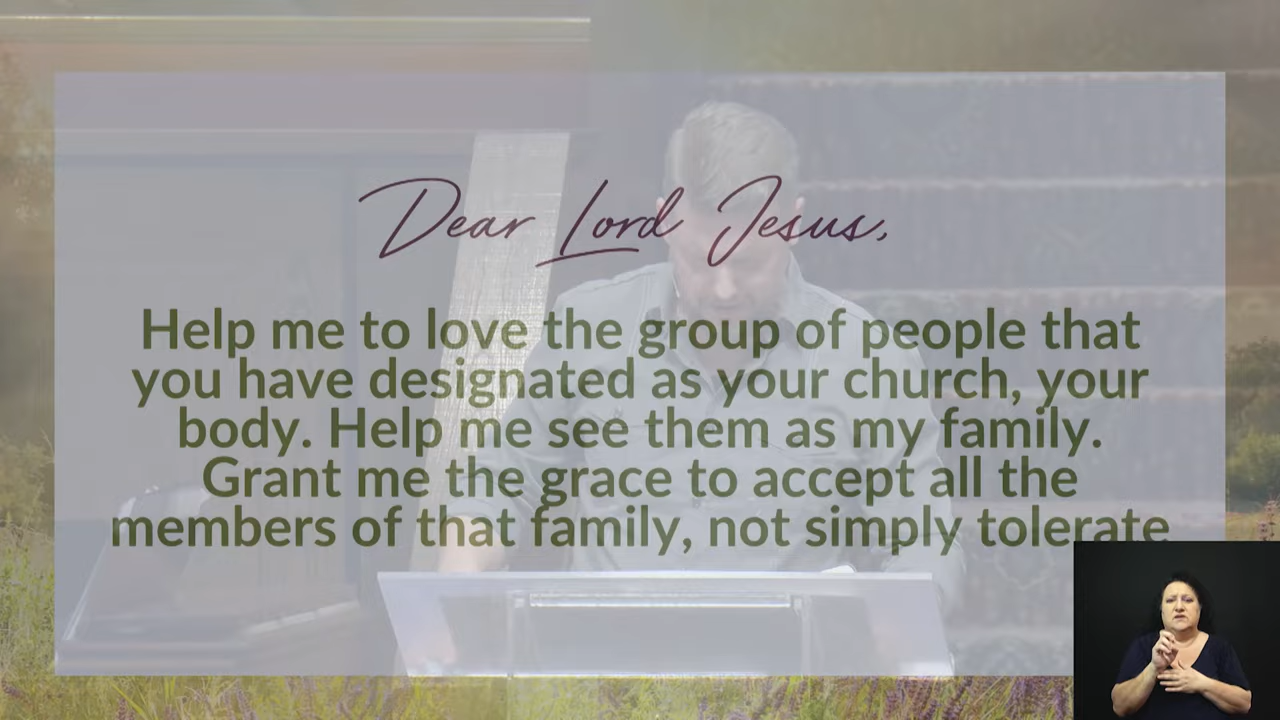 Dear Lord Jesus,
Help me to love the group of people that
you have designated as your church, your
body. Help me see them as my family.
Grant me the grace to accept all the
members of that family, not simply tolerate